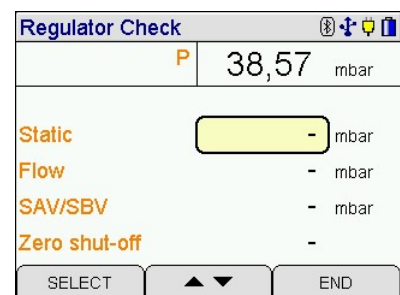 Regulator Check
P 38,57 mbar
Static - mbar
Flow - mbar
SAV/SBV - mbar
Zero shut-off -
SELECT ▲ ▼ END